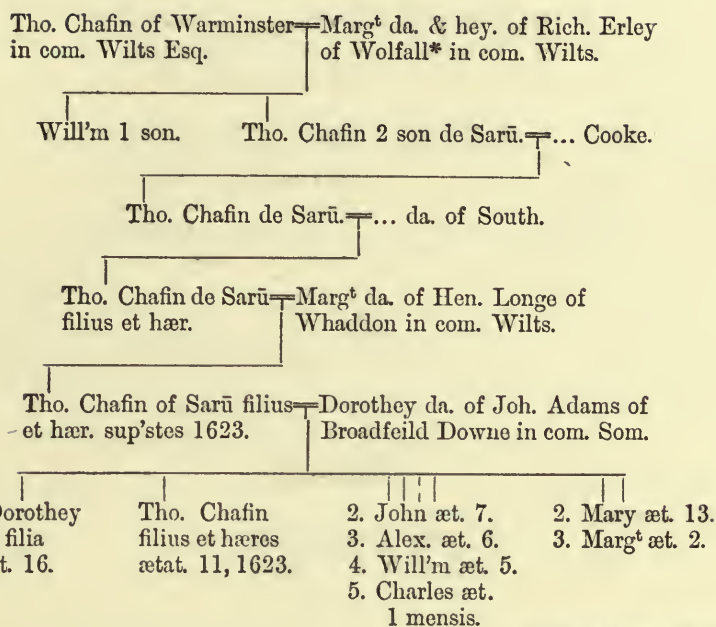 Tho. Chafin of Warminster
in com. Wilts Esq.
Margᵗ da. & hey. of Rich. Erley
of Wolfall* in com. Wilts.
Will'm 1 son.
Tho. Chafin 2 son de Sarū.
... Cooke.
Tho. Chafin de Sarū.
... da. of South.
Tho. Chafin de Sarū
filius et hær.
Margᵗ da. of Hen. Longe of
Whaddon in com. Wilts.
Tho. Chafin of Sarū filius
et hær. sup'stes 1623.
Dorothey da. of Joh. Adams of
Broadfeild Downe in com. Som.
orothey
filia
t. 16.
Tho. Chafin
filius et hæres
ætat. 11, 1623.
2. John æt. 7.
3. Alex. æt. 6.
4. Will'm æt. 5.
5. Charles æt.
1 mensis.
2. Mary æt. 13.
3. Margᵗ æt. 2.